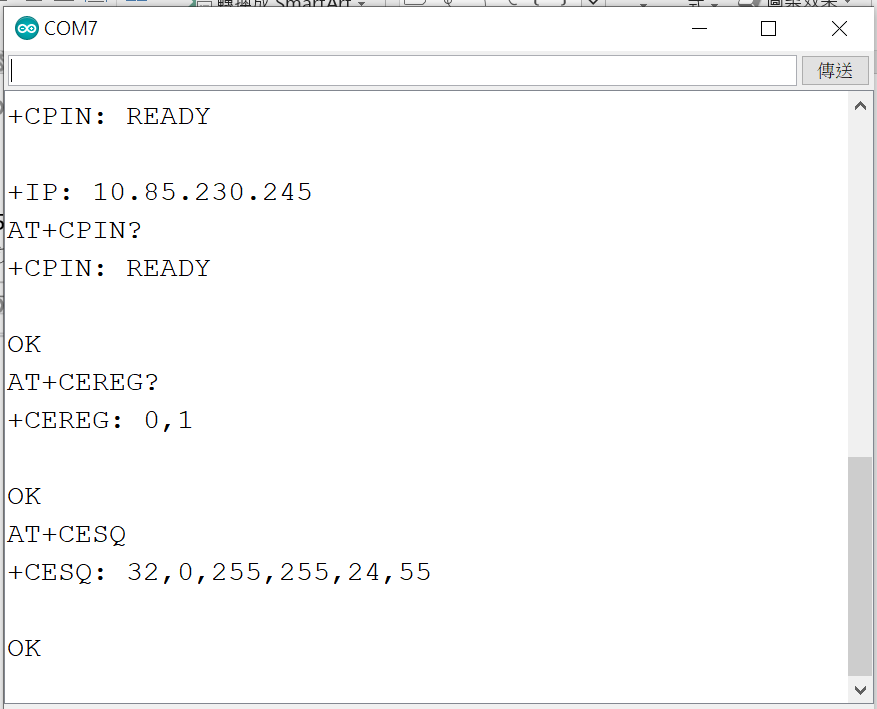 COM7
傳送
+CPIN: READY
+IP: 10.85.230.245
AT+CPIN?
+CPIN: READY
OK
AT+CEREG?
+CEREG: 0,1
OK
AT+CESQ
+CESQ: 32,0,255,255,24,55
OK